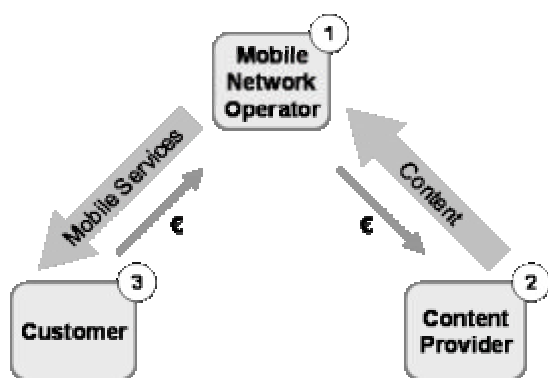 1
Mobile
Network
Operator
Mobile Services
€
€
Content
3
Customer
2
Content
Provider